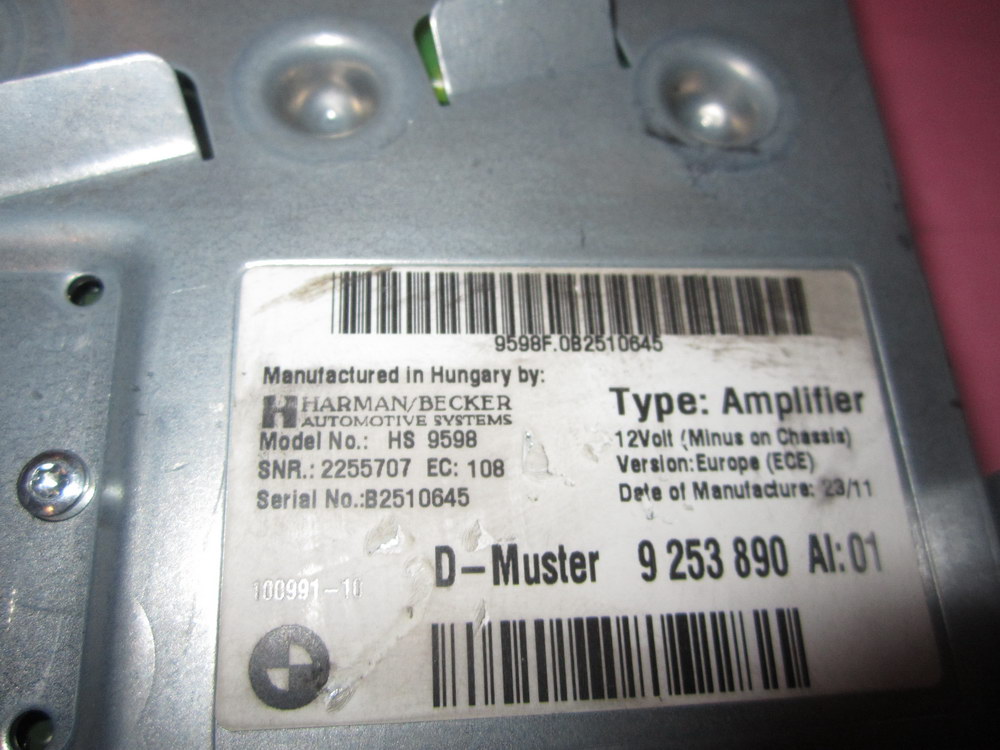 9598F.0B2510645
Manufactured in Hungary by:
HARMAN/BECKER
AUTOMOTIVE SYSTEMS
Model No.: HS 9598
SNR.: 2255707 EC: 108
Serial No.:B2510645
Type: Amplifier
12Volt (Minus on Chassis)
Version:Europe (ECE)
Date of Manufacture: 23/11
D-Muster 9 253 890 AI:01
100991-10